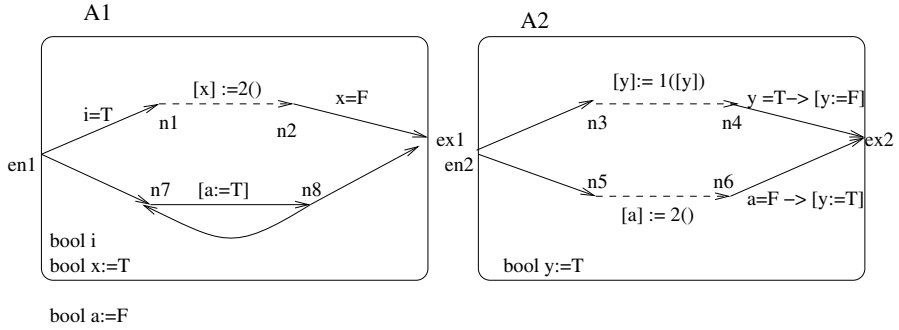 A1
A2
[x] :=2()
x=F
i=T
n1
n2
ex1
en1
n7
[a:=T]
n8
bool i
bool x:=T
[y]:= 1([y])
y =T-> [y:=F]
n3
n4
en2
ex2
n5
n6
[a] := 2()
a=F -> [y:=T]
bool y:=T
bool a:=F